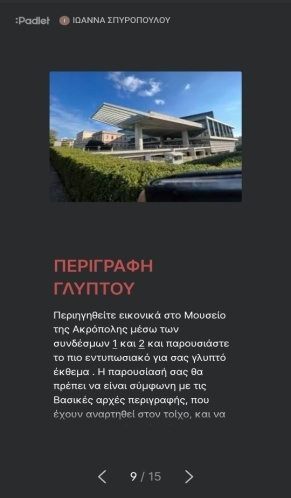 :Padlet ΙΩΑΝΝΑ ΣΠΥΡΟΠΟΥΛΟΥ
ΠΕΡΙΓΡΑΦΗ
ΓΛΥΠΤΟΥ
Περιηγηθείτε εικονικά στο Μουσείο
της Ακρόπολης μέσω των
συνδέσμων 1 και 2 και παρουσιάστε
το πιο εντυπωσιακό για σας γλυπτό
έκθεμα . Η παρουσίασή σας θα
πρέπει να είναι σύμφωνη με τις
Βασικές αρχές περιγραφής, που
έχουν αναρτηθεί στον τοίχο, και να
9 / 15